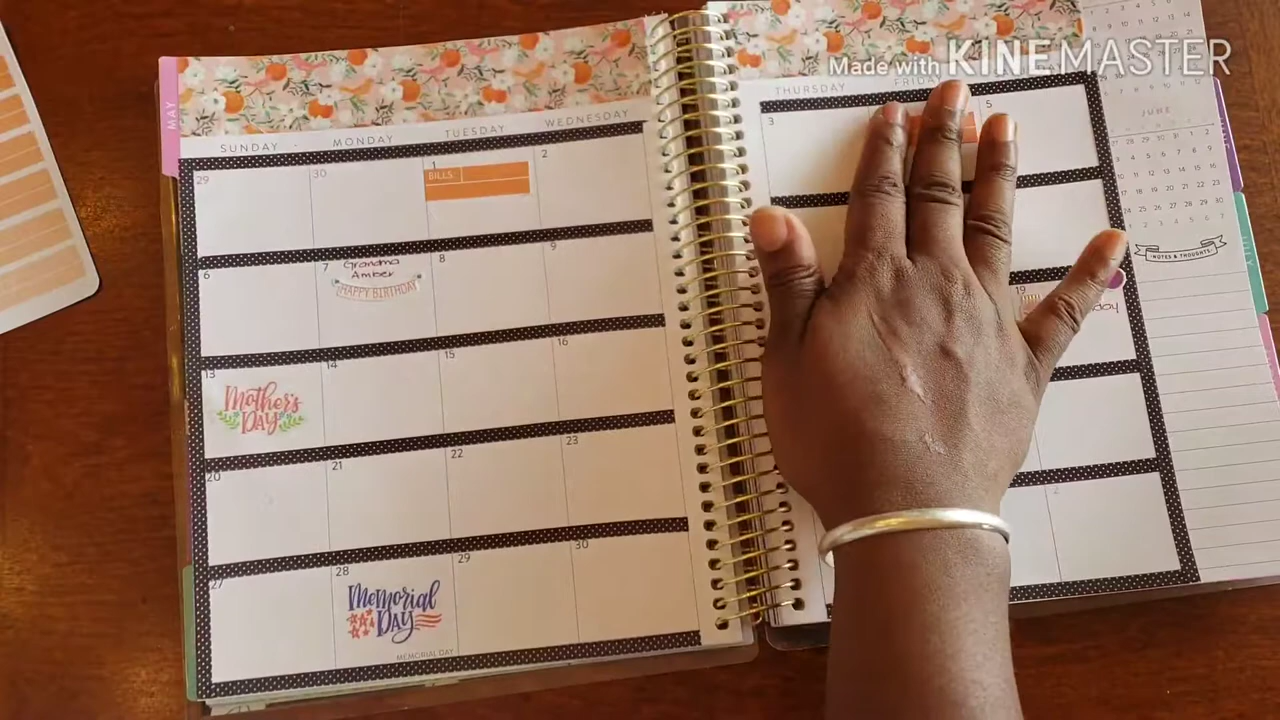 Made with KINEMASTER
MAY
SUNDAY MONDAY TUESDAY WEDNESDAY
THURSDAY FRIDAY
29 30 1 2
BILLS
3 5
6 7 8 9
Grandma
Amber
HAPPY BIRTHDAY
19
13 14 15 16
Mother's
DAY
20 21 22 23
27 28 29 30
Memorial
DAY
MEMORIAL DAY
2
JUNE
NOTES & THOUGHTS